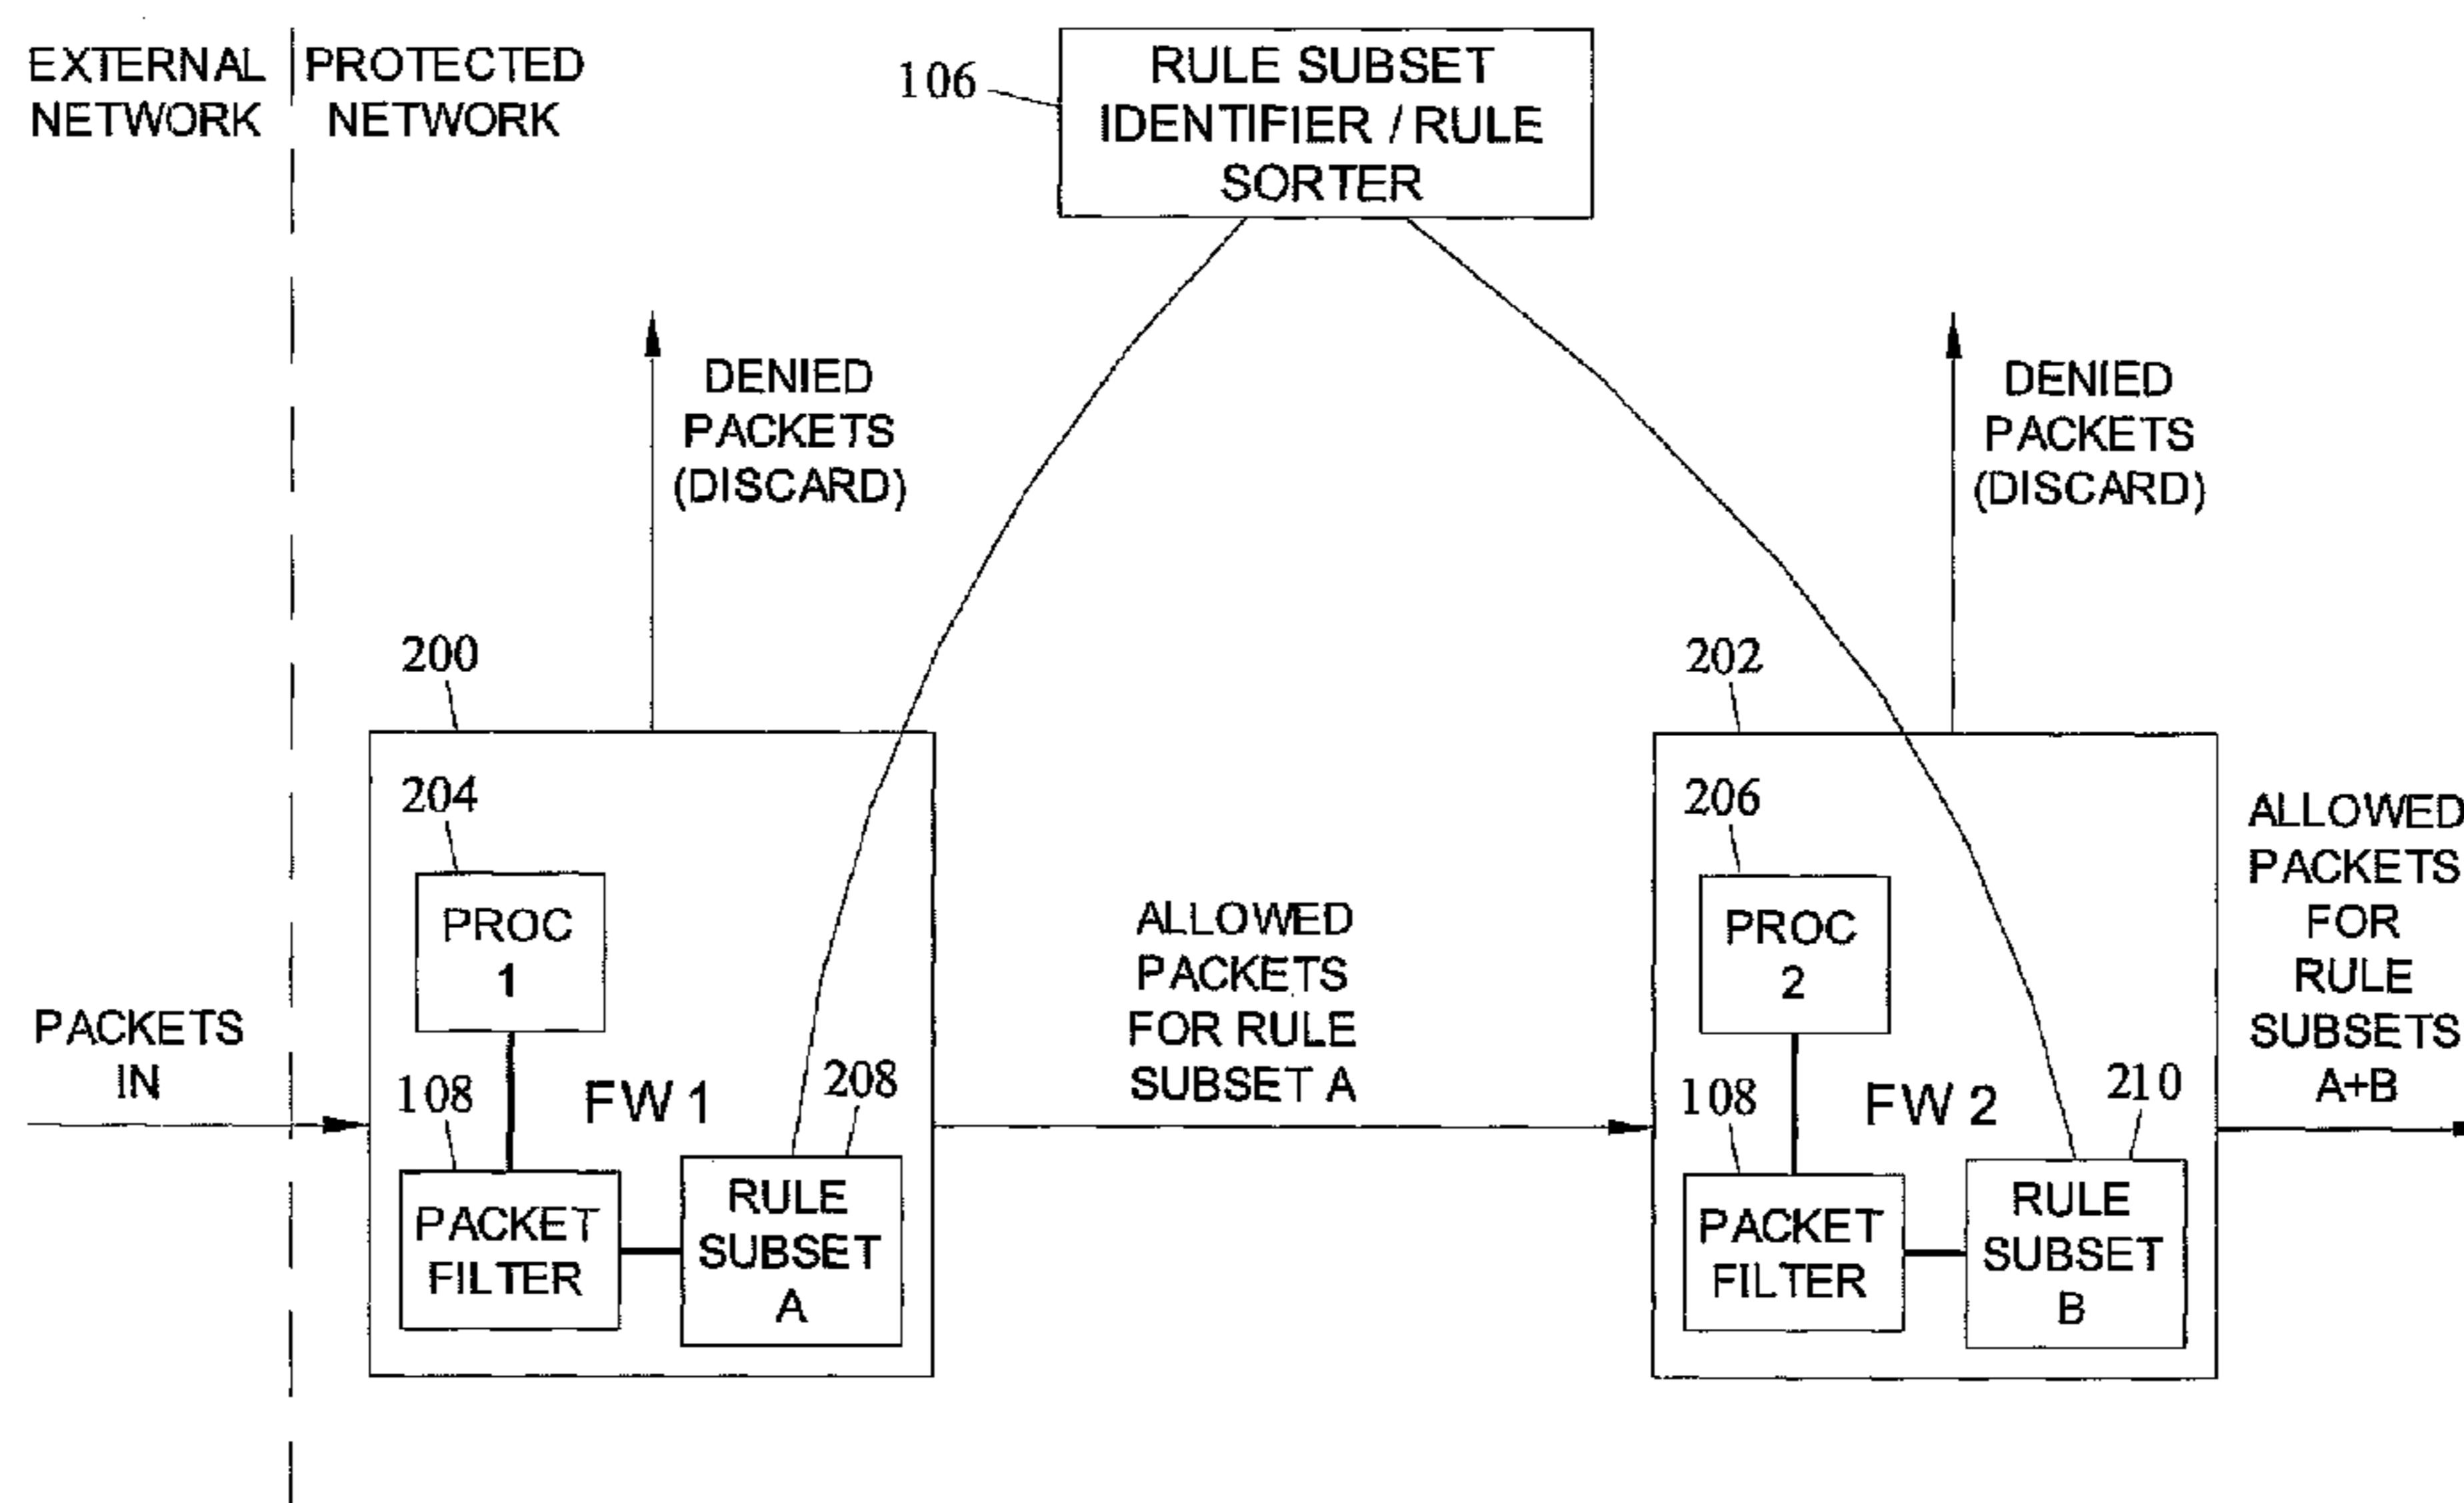 EXTERNAL
NETWORK
PROTECTED
NETWORK
106
RULE SUBSET
IDENTIFIER / RULE
SORTER
DENIED
PACKETS
(DISCARD)
DENIED
PACKETS
(DISCARD)
200
204
PROC
1
PACKETS
IN
108
FW 1
208
PACKET
FILTER
RULE
SUBSET
A
ALLOWED
PACKETS
FOR RULE
SUBSET A
202
206
PROC
2
108
FW 2
210
PACKET
FILTER
RULE
SUBSET
B
ALLOWED
PACKETS
FOR
RULE
SUBSETS
A+B